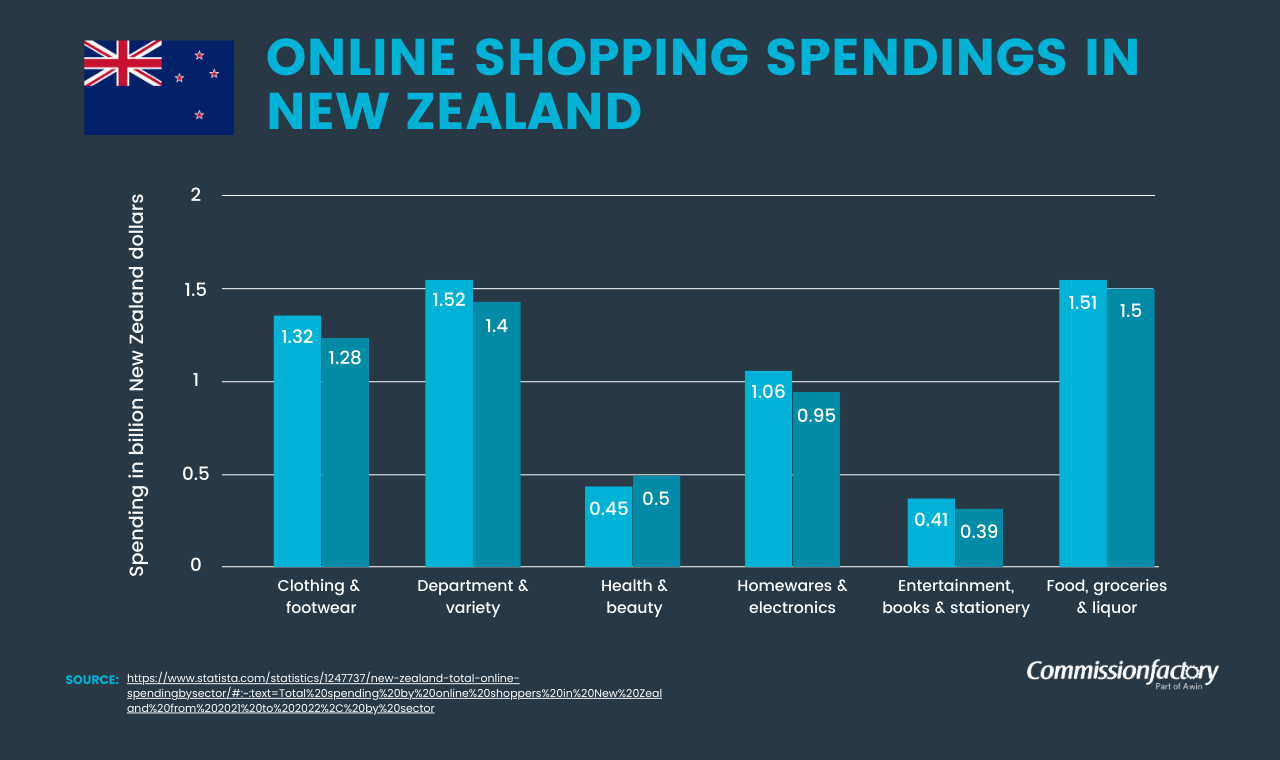 ONLINE SHOPPING SPENDINGS IN
NEW ZEALAND
Spending in billion New Zealand dollars
2
1.5
1
0.5
0
1.32
1.28
1.52
1.4
0.45
0.5
1.06
0.95
0.41
0.39
1.51
1.5
Clothing &
footwear
Department &
variety
Health &
beauty
Homewares &
electronics
Entertainment,
books & stationery
Food, groceries
& liquor
SOURCE:
https://www.statista.com/statistics/1247737/new-zealand-total-online-
spendingbysector/#:~:text=Total%20spending%20by%20online%20shoppers%20in%20New%20Zeal
and%20from%202021%20to%202022%2C%20by%20sector
Commissionfactory
Part of Awin